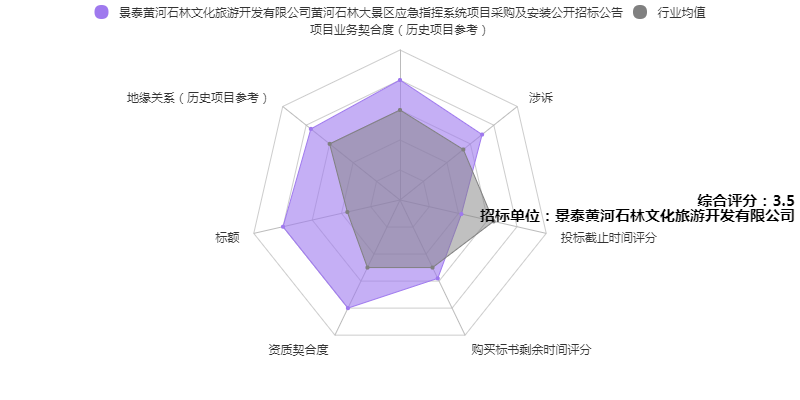 景泰黄河石林文化旅游开发有限公司黄河石林大景区应急指挥系统项目采购及安装公开招标公告 行业均值
项目业务契合度（历史项目参考）
地缘关系（历史项目参考）
涉诉
综合评分：3.5
招标单位：景泰黄河石林文化旅游开发有限公司
标额
投标截止时间评分
资质契合度
购买标书剩余时间评分